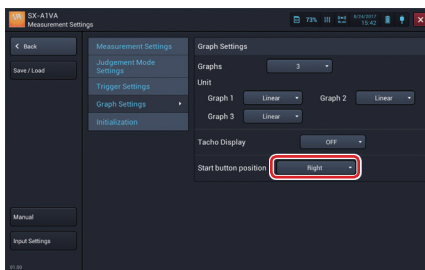 VA
SX-A1VA
Measurement Settings
73%
8/24/2017
15:42
Back
Save / Load
Manual
Input Settings
01.00
Measurement Settings
Judgement Mode
Settings
Trigger Settings
Graph Settings
Initialization
Graph Settings
Graphs 3
Unit
Graph 1 Linear Graph 2 Linear
Graph 3 Linear
Tacho Display OFF
Start button position Right